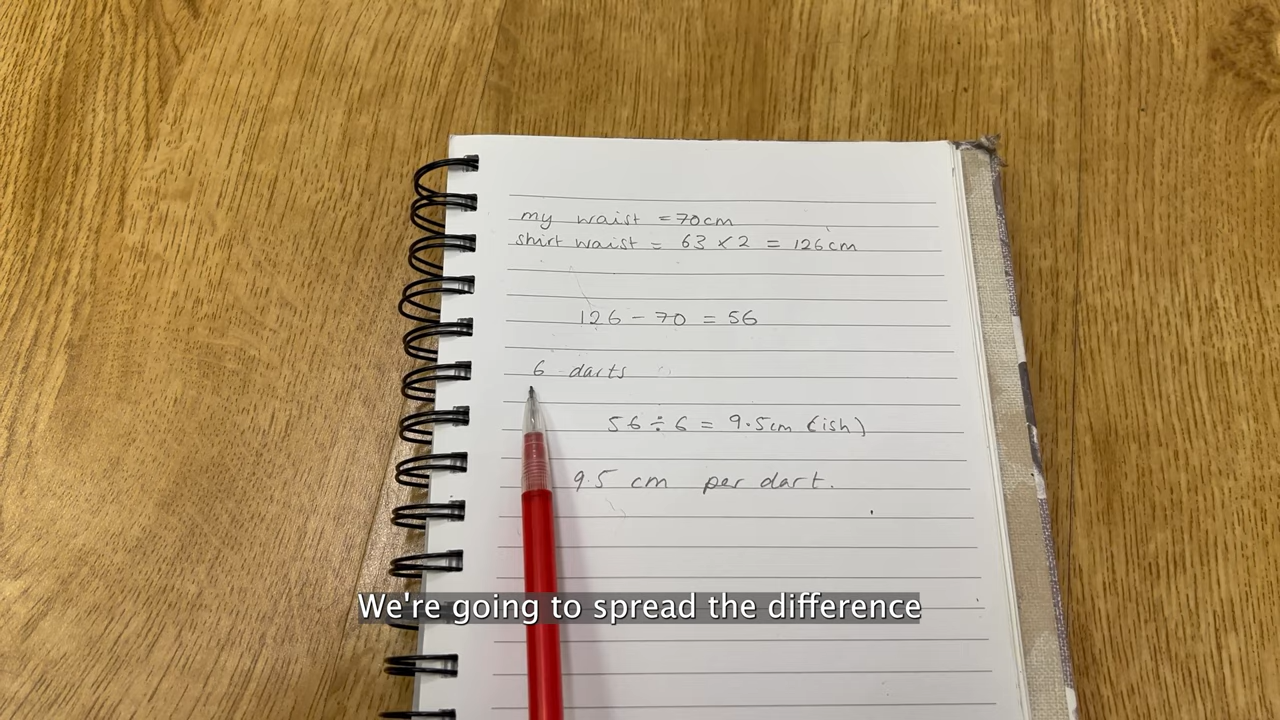 my waist = 70cm
shirt waist = 63 x 2 = 126cm
126 - 70 = 56
6 darts
56 ÷ 6 = 9.5cm (ish)
9.5 cm per dart.
We're going to spread the difference